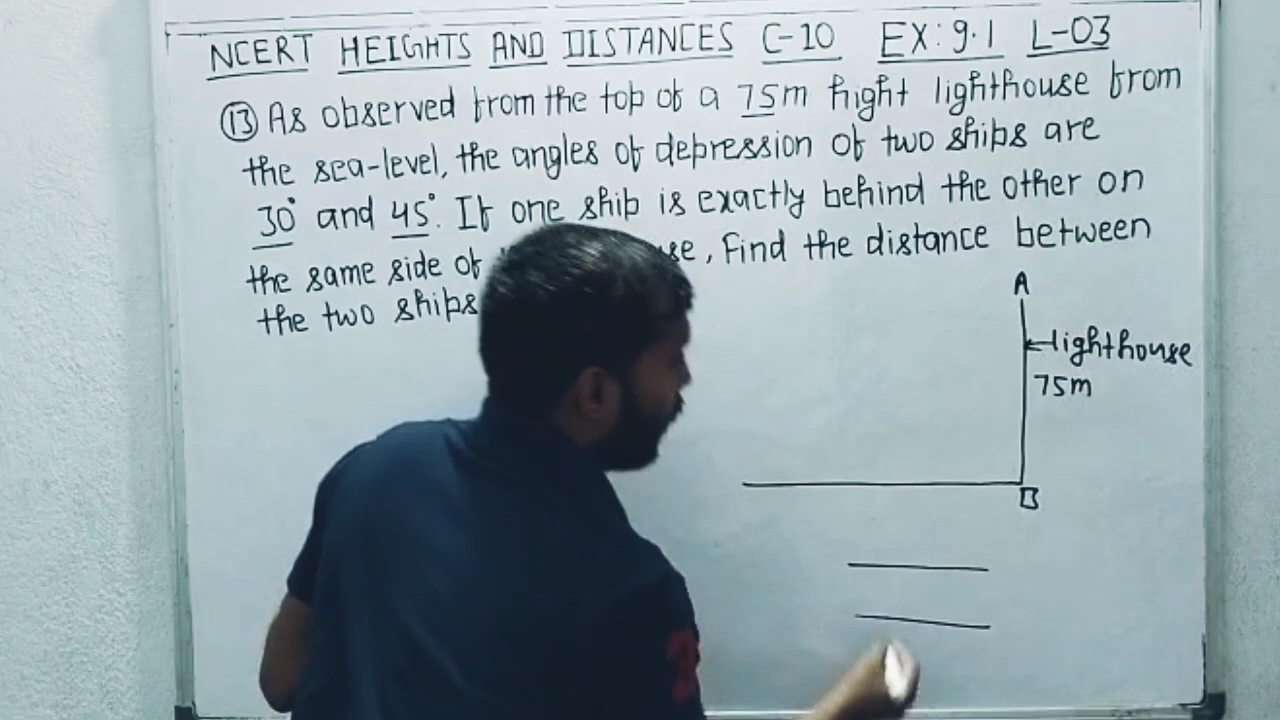 NCERT HEIGHTS AND DISTANCES C-10 EX: 9.1 L-03
(13) As observed from the top of a 75m hight lighthouse from
the sea-level, the angles of depression of two ships are
30° and 45°. If one ship is exactly behind the other on
the same side of se, Find the distance between
the two ships
A
lighthouse
75m
B